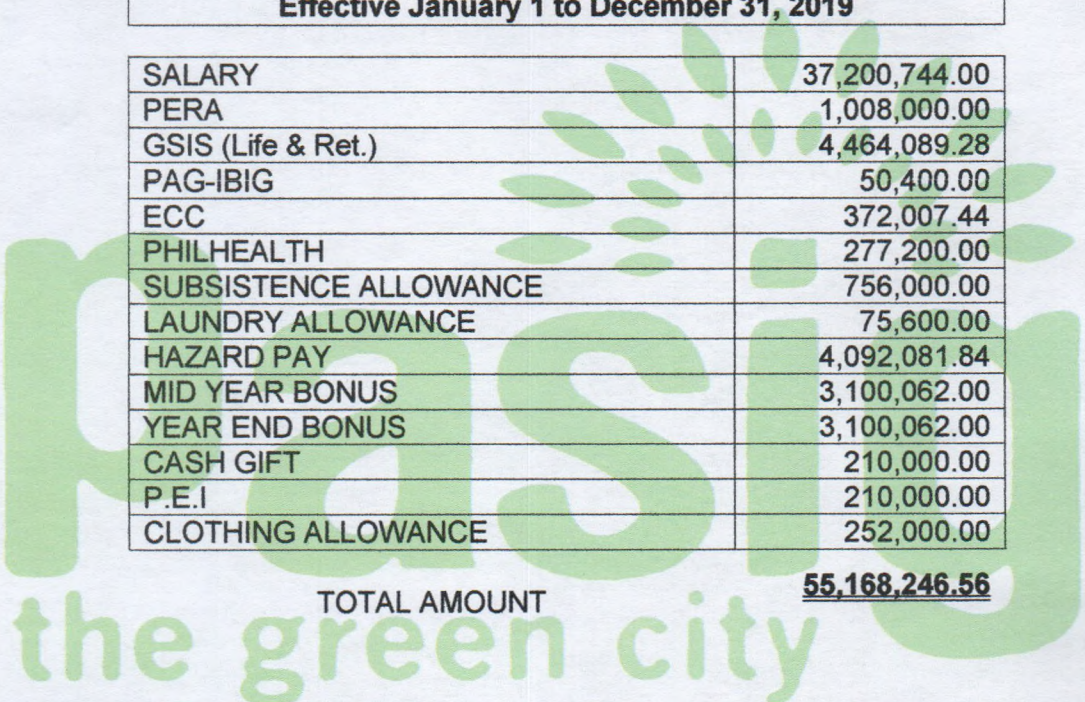 Effective January 1 to December 31, 2019
SALARY 37,200,744.00
PERA 1,008,000.00
GSIS (Life & Ret.) 4,464,089.28
PAG-IBIG 50,400.00
ECC 372,007.44
PHILHEALTH 277,200.00
SUBSISTENCE ALLOWANCE 756,000.00
LAUNDRY ALLOWANCE 75,600.00
HAZARD PAY 4,092,081.84
MID YEAR BONUS 3,100,062.00
YEAR END BONUS 3,100,062.00
CASH GIFT 210,000.00
P.E.I 210,000.00
CLOTHING ALLOWANCE 252,000.00
TOTAL AMOUNT 55,168,246.56
pasig
the green city